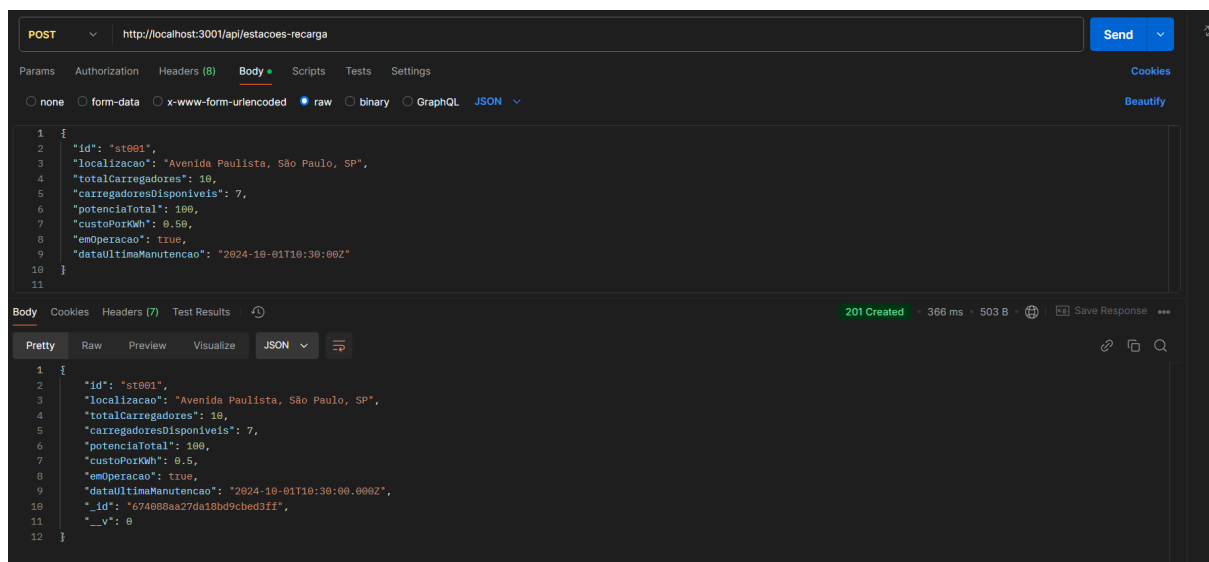 POST http://localhost:3001/api/estacoes-recarga Send
Params Authorization Headers (8) Body Scripts Tests Settings Cookies
none form-data x-www-form-urlencoded raw binary GraphQL JSON Beautify
1 {
2 "id": "st001",
3 "localizacao": "Avenida Paulista, São Paulo, SP",
4 "totalCarregadores": 10,
5 "carregadoresDisponiveis": 7,
6 "potenciaTotal": 100,
7 "custoPorKWh": 0.50,
8 "emOperacao": true,
9 "dataUltimaManutencao": "2024-10-01T10:30:00Z"
10 }
11
Body Cookies Headers (7) Test Results 201 Created 366 ms 503 B Save Response
Pretty Raw Preview Visualize JSON
1 {
2 "id": "st001",
3 "localizacao": "Avenida Paulista, São Paulo, SP",
4 "totalCarregadores": 10,
5 "carregadoresDisponiveis": 7,
6 "potenciaTotal": 100,
7 "custoPorKWh": 0.5,
8 "emOperacao": true,
9 "dataUltimaManutencao": "2024-10-01T10:30:00.000Z",
10 "_id": "674088aa27da18bd9cbed3ff",
11 "__v": 0
12 }